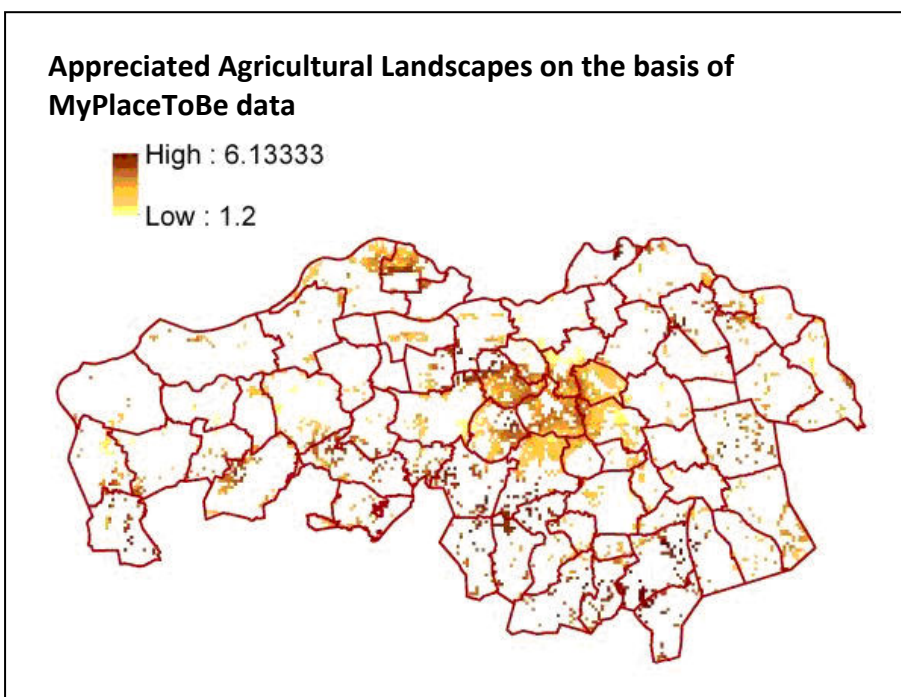 Appreciated Agricultural Landscapes on the basis of
MyPlaceToBe data
High : 6.13333
Low : 1.2